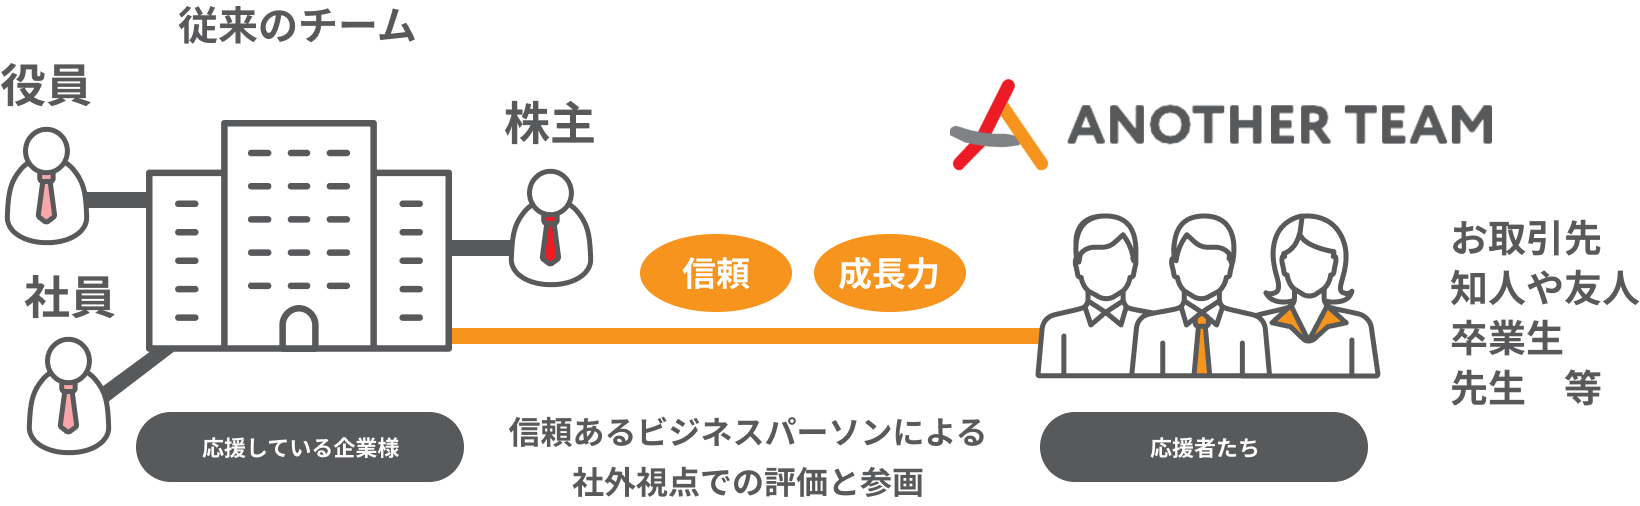 従来のチーム
役員
株主
社員
信頼
成長力
ANOTHER TEAM
お取引先
知人や友人
卒業生
先生　等
応援している企業様
信頼あるビジネスパーソンによる
社外視点での評価と参画
応援者たち